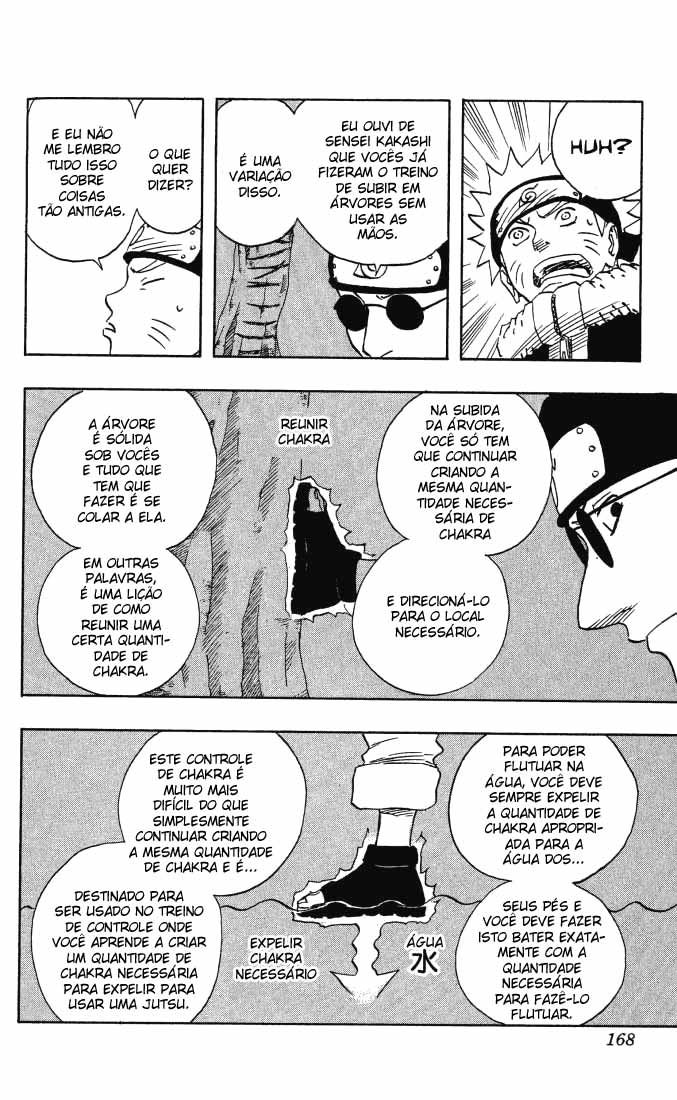 HUH?
EU OUVI DE
SENSEI KAKASHI
QUE VOCÊS JÁ
FIZERAM O TREINO
DE SUBIR EM
ÁRVORES SEM
USAR AS
MÃOS.
É UMA
VARIAÇÃO
DISSO.
O QUE
QUER
DIZER?
E EU NÃO
ME LEMBRO
TUDO ISSO
SOBRE
COISAS
TÃO ANTIGAS.
NA SUBIDA
DA ÁRVORE,
VOCÊ SÓ TEM
QUE CONTINUAR
CRIANDO A
MESMA QUAN-
TIDADE NECES-
SÁRIA DE
CHAKRA
E DIRECIONÁ-LO
PARA O LOCAL
NECESSÁRIO.
REUNIR
CHAKRA
A ÁRVORE
É SÓLIDA
SOB VOCÊS
E TUDO QUE
TEM QUE
FAZER É SE
COLAR A ELA.
EM OUTRAS
PALAVRAS,
É UMA LIÇÃO
DE COMO
REUNIR UMA
CERTA QUANTI-
DADE DE
CHAKRA.
PARA PODER
FLUTUAR NA
ÁGUA, VOCÊ DEVE
SEMPRE EXPELIR
A QUANTIDADE
DE CHAKRA APROPRI-
ADA PARA A
ÁGUA DOS...
SEUS PÉS E
VOCÊ DEVE FAZER
ISTO BATER EXATA-
MENTE COM A
QUANTIDADE
NECESSÁRIA
PARA FAZÊ-LO
FLUTUAR.
ÁGUA
水
EXPELIR
CHAKRA
NECESSÁRIO
ESTE CONTROLE
DE CHAKRA É
MUITO MAIS
DIFÍCIL DO QUE
SIMPLESMENTE
CONTINUAR CRIANDO
A MESMA QUANTIDADE
DE CHAKRA E É...
DESTINADO PARA
SER USADO NO TREINO
DE CONTROLE ONDE
VOCÊ APRENDE A CRIAR
UM QUANTIDADE DE
CHAKRA NECESSÁRIA
PARA EXPELIR PARA
USAR UMA JUTSU.
168